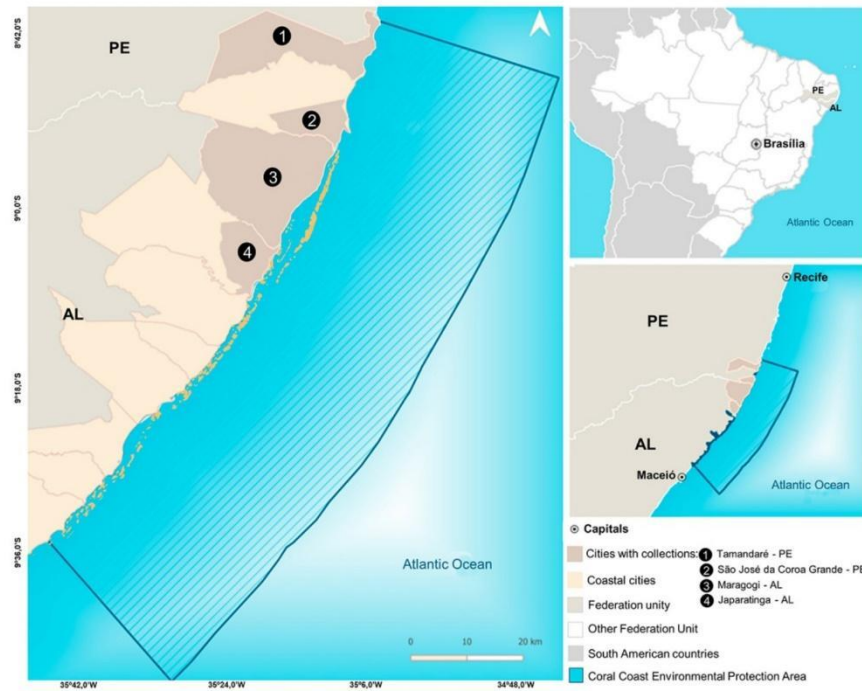 8°42,0'S
9°0,0'S
9°18,0'S
9°36,0'S
35°42,0'W
35°24,0'W
35°6,0'W
34°48,0'W
PE
1
2
3
4
AL
Atlantic Ocean
0 10 20 km
PE
AL
Brasília
Atlantic Ocean
Recife
PE
AL
Maceió
Atlantic Ocean
Capitals
Cities with collections:
1 Tamandaré - PE
2 São José da Coroa Grande - PE
3 Maragogi - AL
4 Japaratinga - AL
Coastal cities
Federation unity
Other Federation Unit
South American countries
Coral Coast Environmental Protection Area